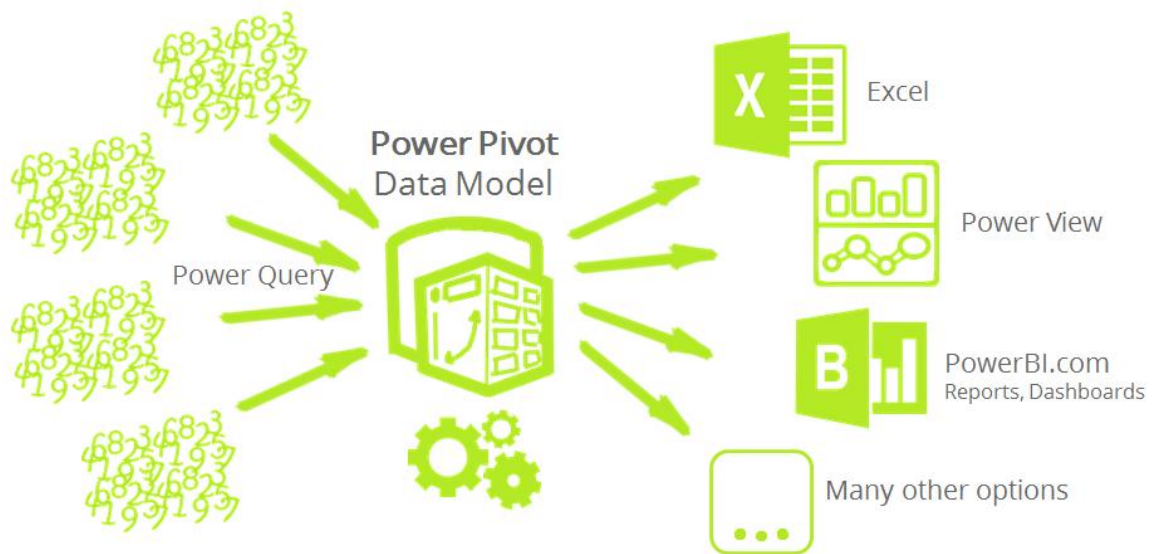 Power Pivot
Data Model
Power Query
X
Excel
Power View
B
PowerBI.com
Reports, Dashboards
Many other options